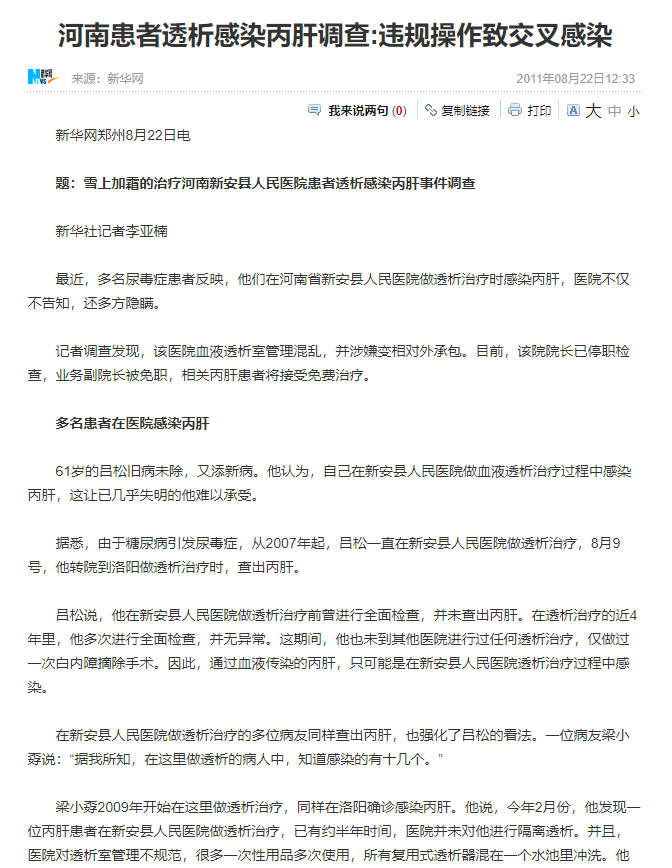 河南患者透析感染丙肝调查:违规操作致交叉感染
来源：新华网
2011年08月22日12:33
我来说两句 (0)
复制链接
打印
A 大 中 小
新华网郑州8月22日电
题：雪上加霜的治疗河南新安县人民医院患者透析感染丙肝事件调查
新华社记者李亚楠
最近，多名尿毒症患者反映，他们在河南省新安县人民医院做透析治疗时感染丙肝，医院不仅
不告知，还多方隐瞒。
记者调查发现，该医院血液透析室管理混乱，并涉嫌变相对外承包。目前，该院院长已停职检
查，业务副院长被免职，相关丙肝患者将接受免费治疗。
多名患者在医院感染丙肝
61岁的吕松旧病未除，又添新病。他认为，自己在新安县人民医院做血液透析治疗过程中感染
丙肝，这让已几乎失明的他难以承受。
据悉，由于糖尿病引发尿毒症，从2007年起，吕松一直在新安县人民医院做透析治疗，8月9
号，他转院到洛阳做透析治疗时，查出丙肝。
吕松说，他在新安县人民医院做透析治疗前曾进行全面检查，并未查出丙肝。在透析治疗的近4
年里，他多次进行全面检查，并无异常。这期间，他也未到其他医院进行过任何透析治疗，仅做过
一次白内障摘除手术。因此，通过血液传染的丙肝，只可能是在新安县人民医院透析治疗过程中感
染。
在新安县人民医院做透析治疗的多位病友同样查出丙肝，也强化了吕松的看法。一位病友梁小
孬说：“据我所知，在这里做透析的病人中，知道感染的有十几个。”
梁小孬2009年开始在这里做透析治疗，同样在洛阳确诊感染丙肝。他说，今年2月份，他发现一
位丙肝患者在新安县人民医院做透析治疗，已有约半年时间，医院并未对他进行隔离透析。并且，
医院对透析室管理不规范，很多一次性用品多次使用，所有复用式透析器混在一个水池里冲洗。他